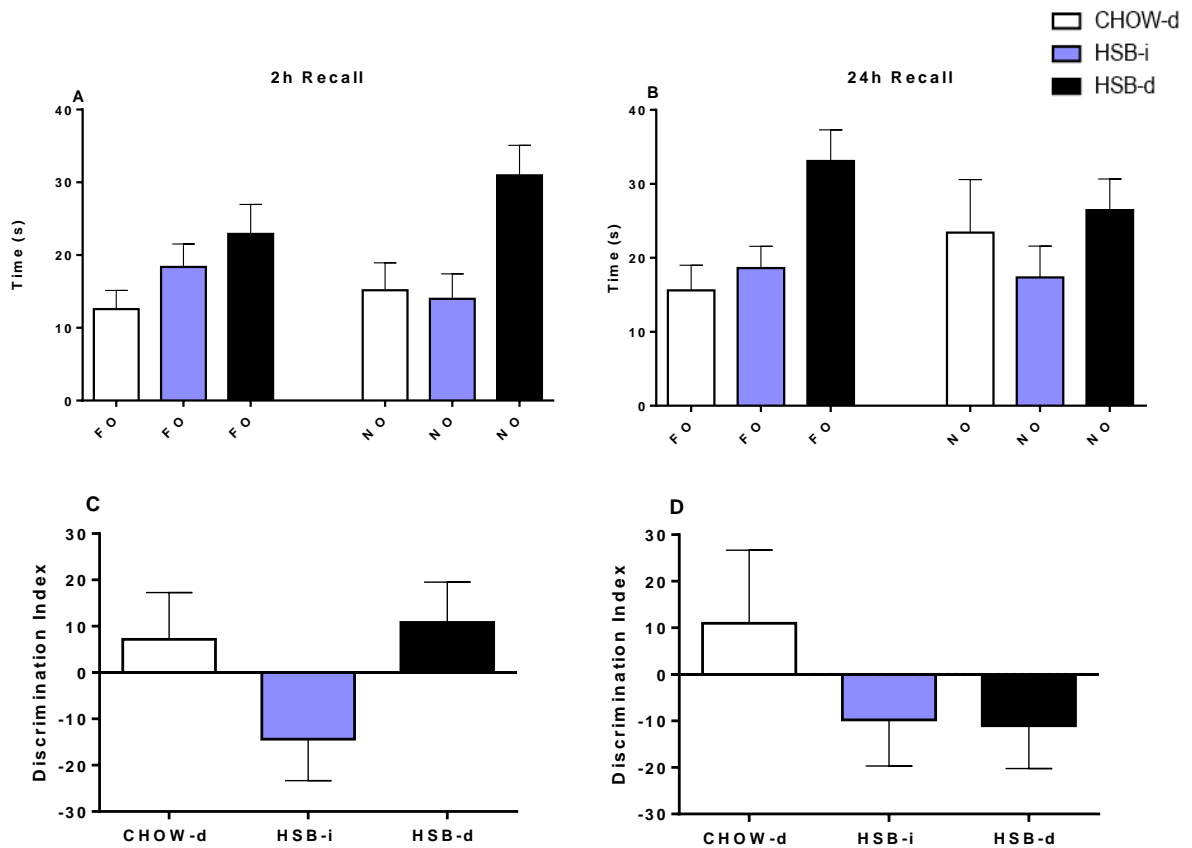 CHOW-d
HSB-i
HSB-d
2h Recall
24h Recall
A
40
30
20
10
0
Time (s)
FO
FO
FO
NO
NO
NO
B
40
30
20
10
0
Time (s)
FO
FO
FO
NO
NO
NO
C
30
20
10
0
-10
-20
-30
Discrimination Index
CHOW-d
HSB-i
HSB-d
D
30
20
10
0
-10
-20
-30
Discrimination Index
CHOW-d
HSB-i
HSB-d